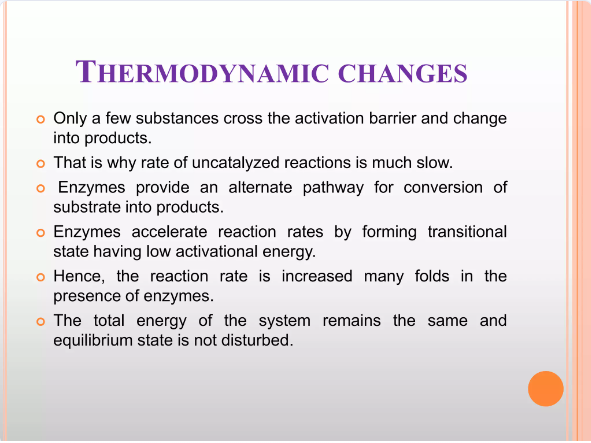 THERMODYNAMIC CHANGES
Only a few substances cross the activation barrier and change
into products.
That is why rate of uncatalyzed reactions is much slow.
Enzymes provide an alternate pathway for conversion of
substrate into products.
Enzymes accelerate reaction rates by forming transitional
state having low activational energy.
Hence, the reaction rate is increased many folds in the
presence of enzymes.
The total energy of the system remains the same and
equilibrium state is not disturbed.